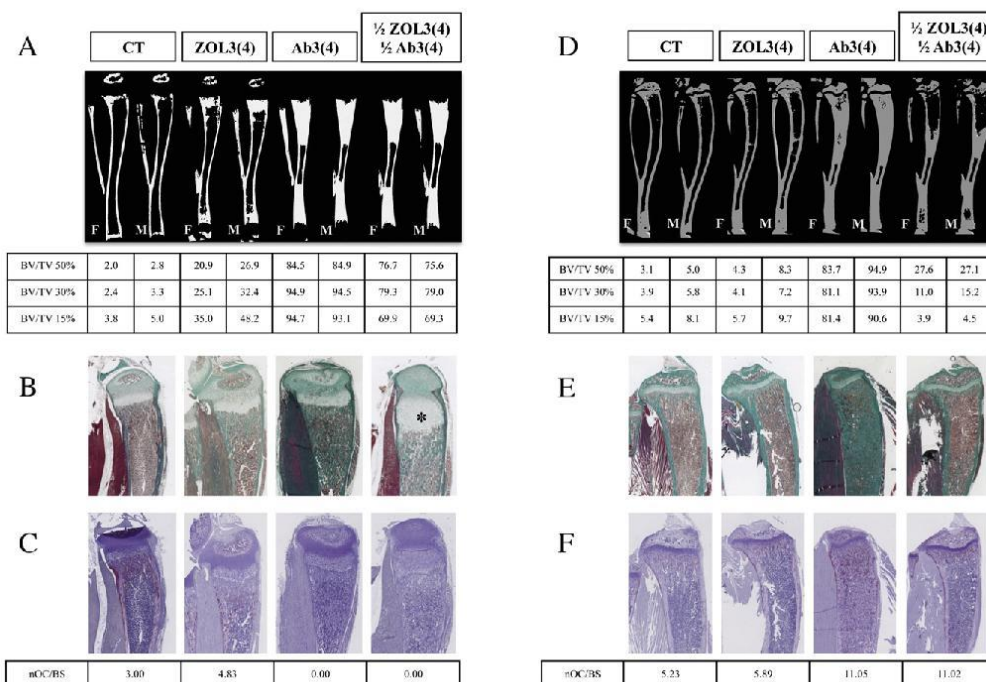 A
CT
ZOL3(4)
Ab3(4)
½ ZOL3(4)
½ Ab3(4)
F M F M F M F M
BV/TV 50% 2.0 2.8 20.9 26.9 84.5 84.9 76.7 75.6
BV/TV 30% 2.4 3.3 25.1 32.4 94.9 94.5 79.3 79.0
BV/TV 15% 3.8 5.0 35.0 48.2 94.7 93.1 69.9 69.3
B
*
C
nOC/BS 3.00 4.83 0.00 0.00
D
CT
ZOL3(4)
Ab3(4)
½ ZOL3(4)
½ Ab3(4)
F M F M F M F M
BV/TV 50% 3.1 5.0 4.3 8.3 83.7 94.9 27.6 27.1
BV/TV 30% 3.9 5.8 4.1 7.2 81.1 93.9 11.0 15.2
BV/TV 15% 5.4 8.1 5.7 9.7 81.4 90.6 3.9 4.5
E
F
nOC/BS 5.23 5.89 11.05 11.02